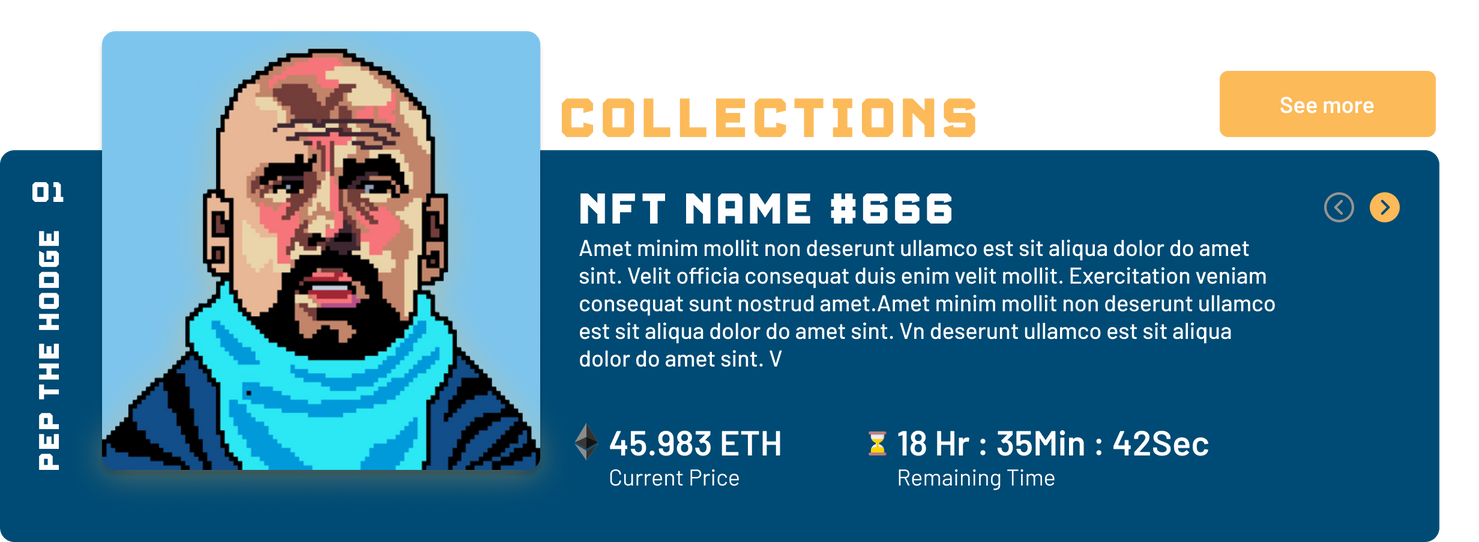 COLLECTIONS
See more
PEP THE HODGE 01
NFT NAME #666
Amet minim mollit non deserunt ullamco est sit aliqua dolor do amet
sint. Velit officia consequat duis enim velit mollit. Exercitation veniam
consequat sunt nostrud amet.Amet minim mollit non deserunt ullamco
est sit aliqua dolor do amet sint. Vn deserunt ullamco est sit aliqua
dolor do amet sint. V
45.983 ETH
Current Price
18 Hr : 35Min : 42Sec
Remaining Time